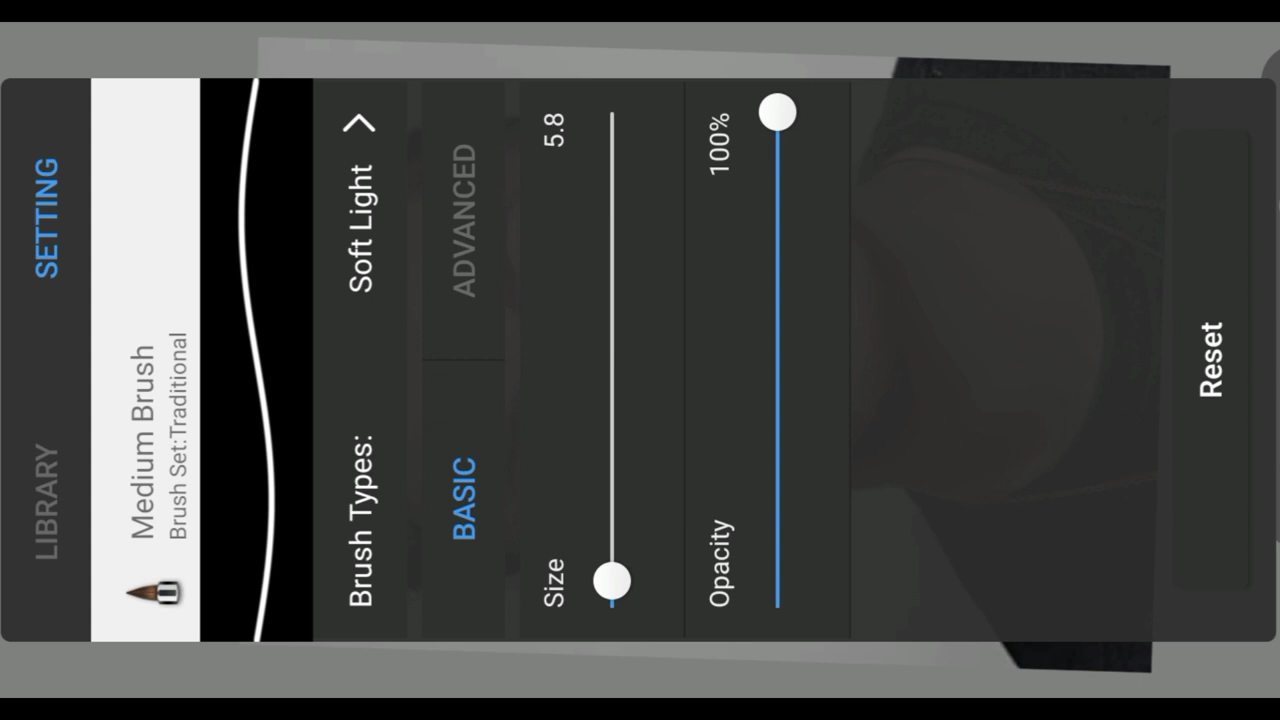 LIBRARY SETTING
Medium Brush
Brush Set:Traditional
Brush Types: Soft Light
BASIC ADVANCED
Size 5.8
Opacity 100%
Reset